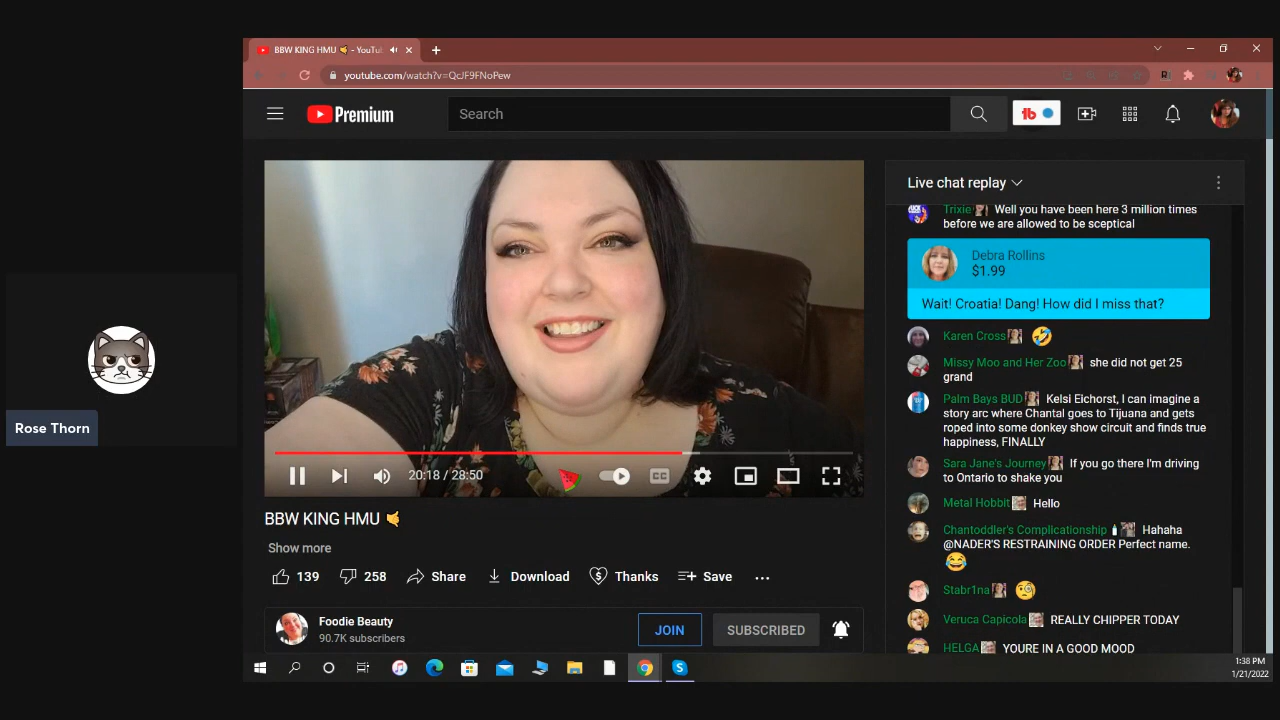 BBW KING HMU 🤙 - YouTu
youtube.com/watch?v=QcJF9FNoPew
Premium
Search
Live chat replay
Trixie Well you have been here 3 million times
before we are allowed to be sceptical
Debra Rollins
$1.99
Wait! Croatia! Dang! How did I miss that?
Karen Cross 🤣
Missy Moo and Her Zoo she did not get 25
grand
Palm Bays BUD Kelsi Elchorst, I can imagine a
story arc where Chantal goes to Tijuana and gets
roped into some donkey show circuit and finds true
happiness, FINALLY
Sara Jane's Journey If you go there I'm driving
to Ontario to shake you
Metal Hobbit Hello
Chantoddler's Complicationship Hahaha
@NADER'S RESTRAINING ORDER Perfect name.
😂
Stabr1na 🧐
Veruca Capicola REALLY CHIPPER TODAY
HELGA YOURE IN A GOOD MOOD
Rose Thorn
20:18 / 28:50
CC
BBW KING HMU 🤙
Show more
139 258 Share Download Thanks Save ...
Foodie Beauty
90.7K subscribers
JOIN
SUBSCRIBED
1:38 PM
1/21/2022